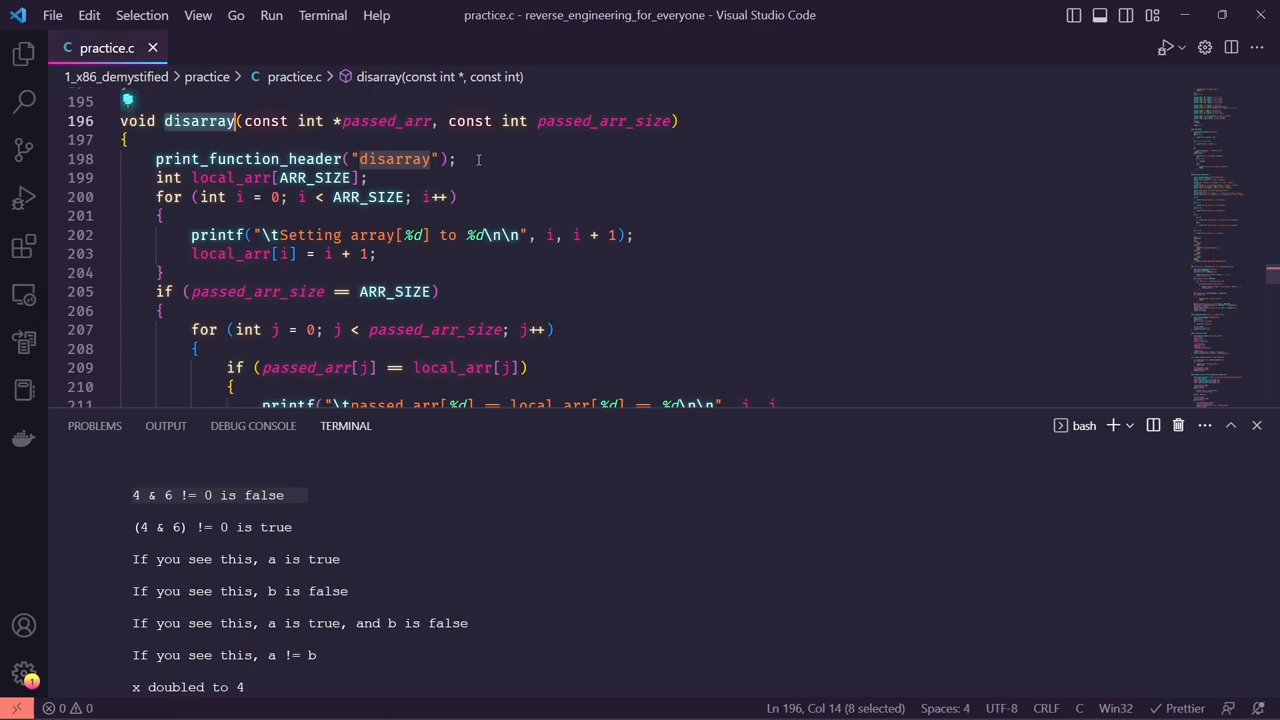 File Edit Selection View Go Run Terminal Help practice.c - reverse_engineering_for_everyone - Visual Studio Code
C practice.c
1_x86_demystified > practice > C practice.c > disarray(const int *, const int)
195
196 void disarray(const int *passed_arr, const int passed_arr_size)
197 {
198 print_function_header("disarray");
199 int local_arr[ARR_SIZE];
200 for (int i = 0; i < ARR_SIZE; i++)
201 {
202 printf("\tSetting array[%d] to %d\n\n", i, i + 1);
203 local_arr[i] = i + 1;
204 }
205 if (passed_arr_size == ARR_SIZE)
206 {
207 for (int j = 0; j < passed_arr_size; j++)
208 {
209 if (passed_arr[j] == local_arr[j])
210 {
211 printf("\tpassed_arr[%d] == local_arr[%d] == %d\n\n", j, j,
PROBLEMS OUTPUT DEBUG CONSOLE TERMINAL bash
4 & 6 != 0 is false
(4 & 6) != 0 is true
If you see this, a is true
If you see this, b is false
If you see this, a is true, and b is false
If you see this, a != b
x doubled to 4
1
0 0 Ln 196, Col 14 (8 selected) Spaces: 4 UTF-8 CRLF C Win32 Prettier